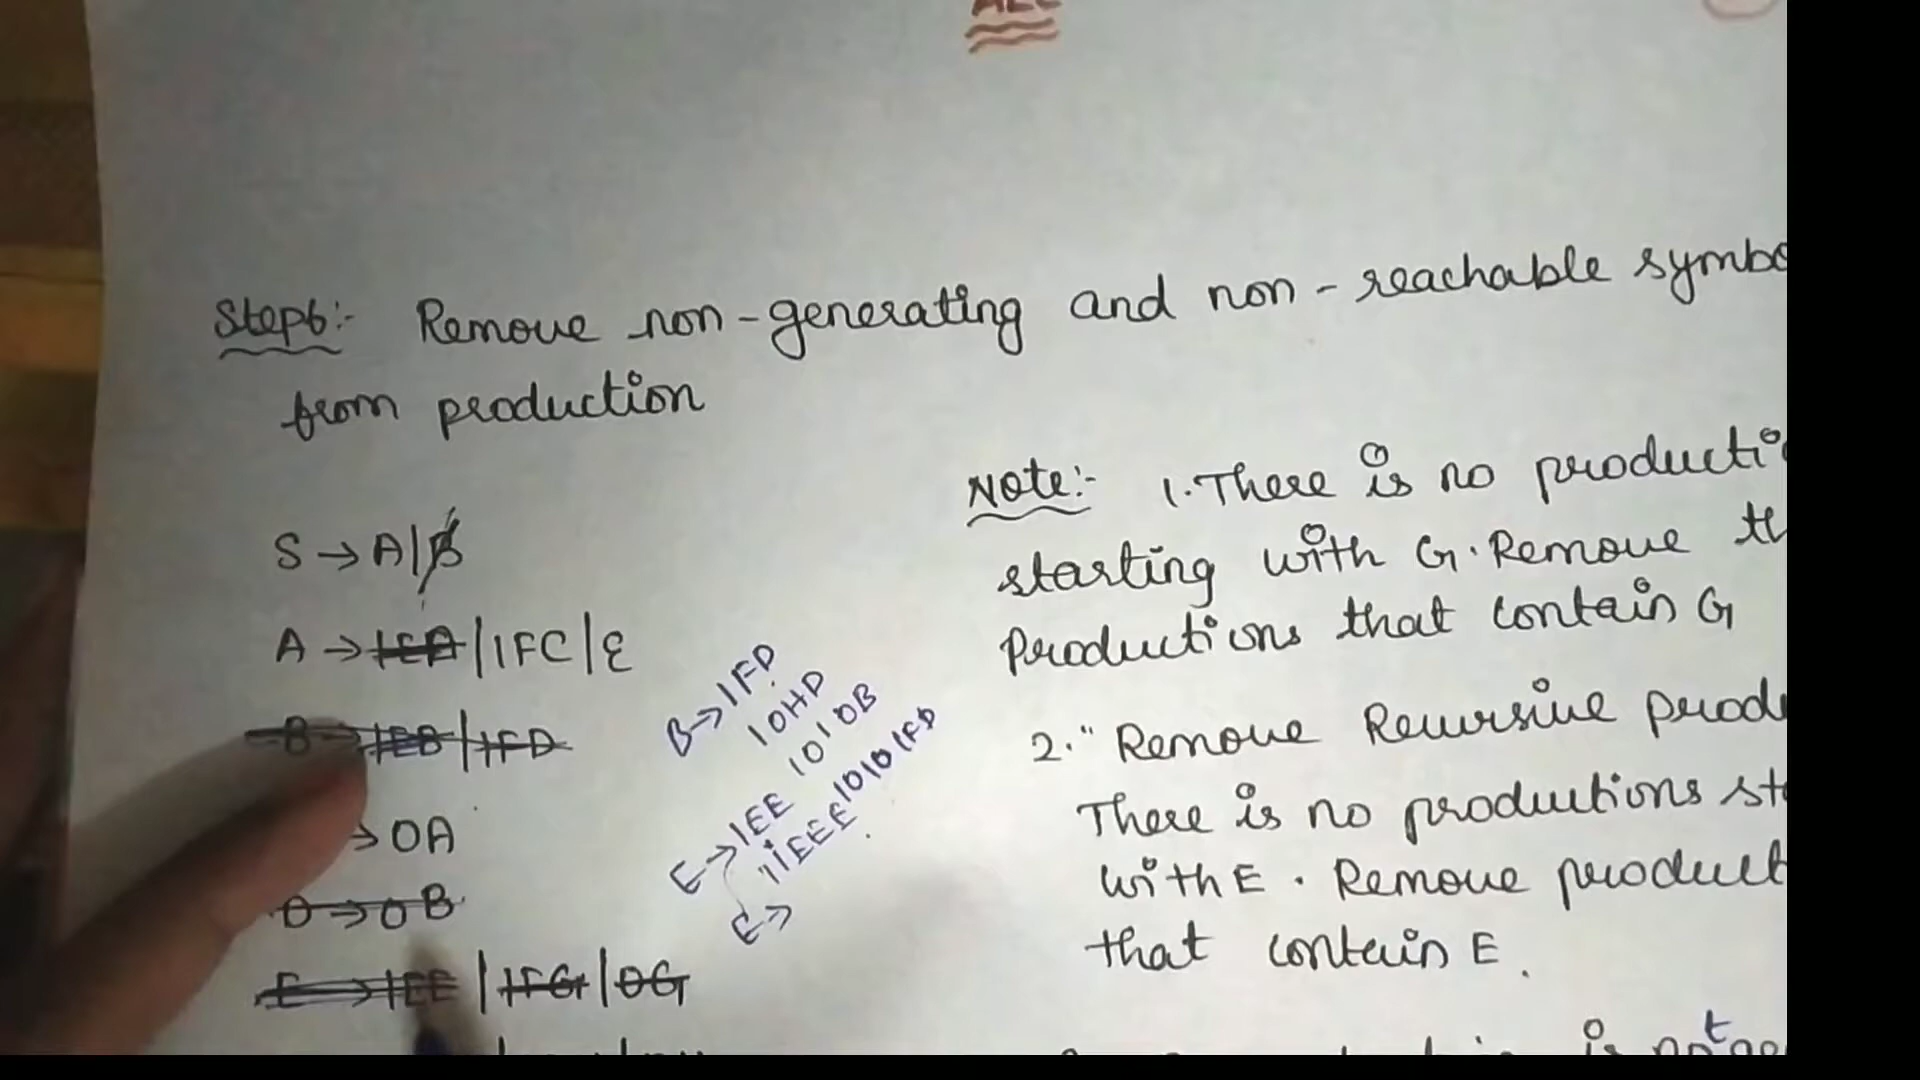 Step6:- Remove non-generating and non-reachable symbo
from production
S → A|B
A → 1EA|1FC|ε
B → 1EB|1FD
→ 0A
D → 0B
E → 1EE|1FG|0G
B → 1FD
10HD
1010B
10101FD
E → 1EE
11EEE
E →
Note:- 1. There is no producti
starting with G. Remove th
Productions that contain G
2. " Remove Recursive produ
There is no productions sta
with E. Remove product
that contain E.